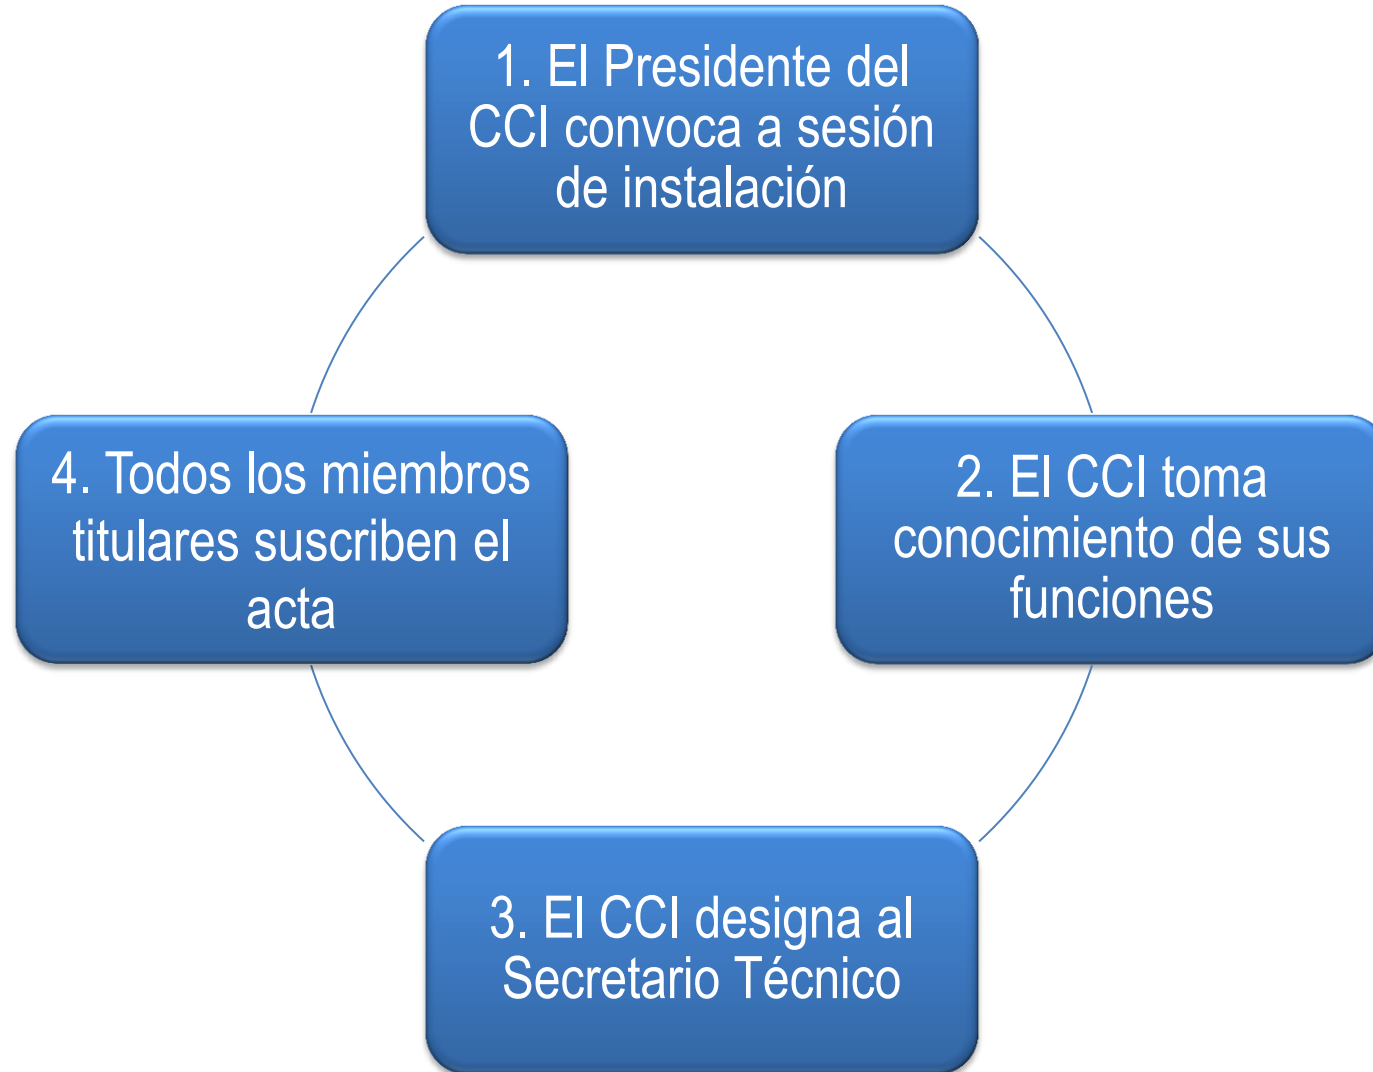 1. El Presidente del
CCI convoca a sesión
de instalación
2. El CCI toma
conocimiento de sus
funciones
3. El CCI designa al
Secretario Técnico
4. Todos los miembros
titulares suscriben el
acta